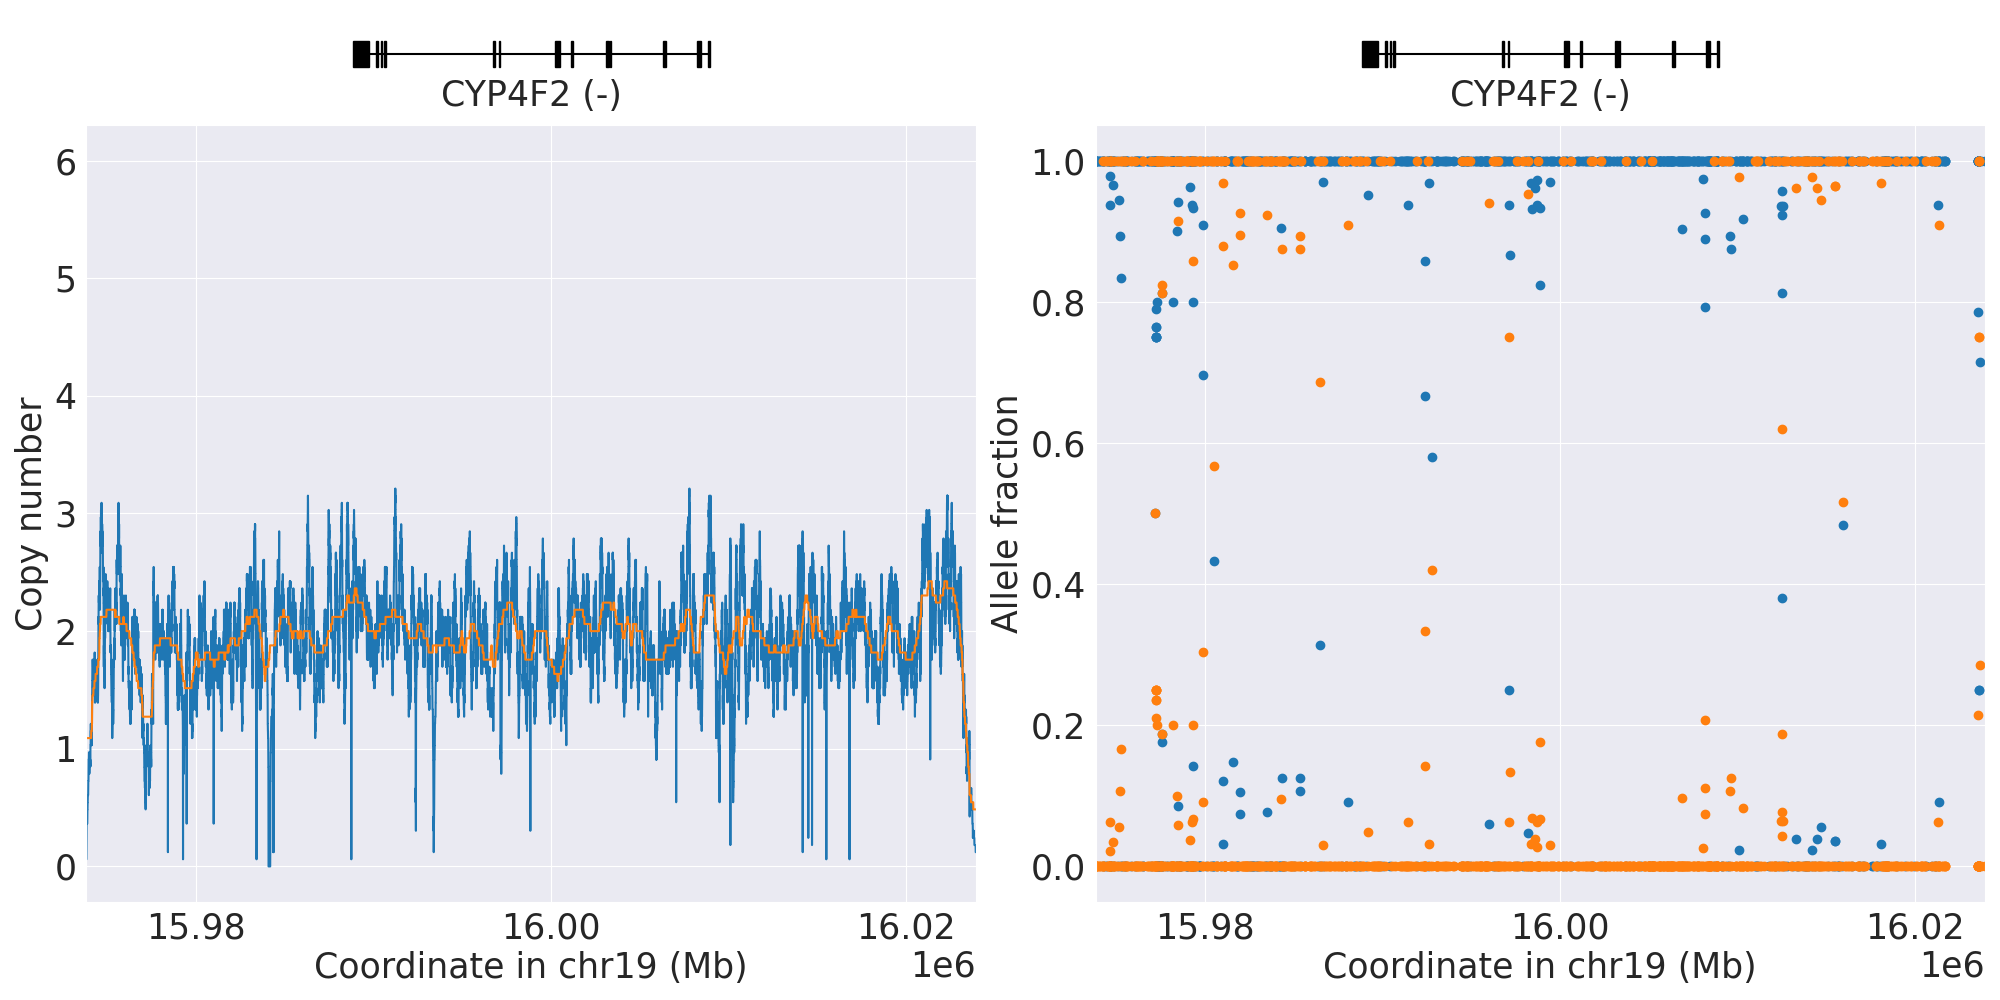 CYP4F2 (-)
6
5
4
3
2
1
0
Copy number
15.98
16.00
16.02
Coordinate in chr19 (Mb)
1e6
CYP4F2 (-)
1.0
0.8
0.6
0.4
0.2
0.0
Allele fraction
15.98
16.00
16.02
Coordinate in chr19 (Mb)
1e6